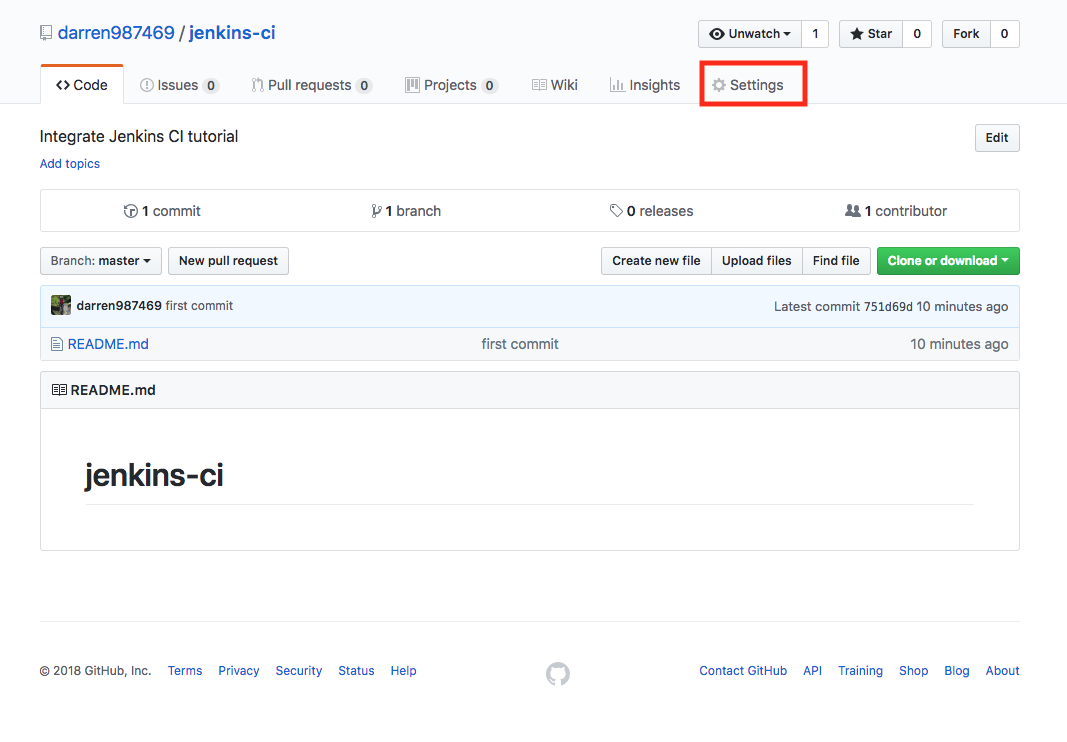 darren987469 / jenkins-ci
Unwatch 1 Star 0 Fork 0
Code Issues 0 Pull requests 0 Projects 0 Wiki Insights Settings
Integrate Jenkins CI tutorial Edit
Add topics
1 commit 1 branch 0 releases 1 contributor
Branch: master New pull request Create new file Upload files Find file Clone or download
darren987469 first commit Latest commit 751d69d 10 minutes ago
README.md first commit 10 minutes ago
README.md
jenkins-ci
© 2018 GitHub, Inc. Terms Privacy Security Status Help Contact GitHub API Training Shop Blog About